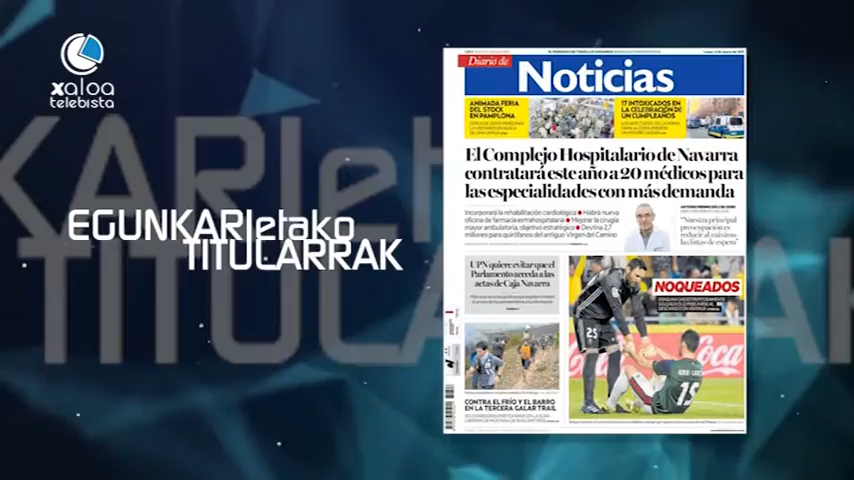 xaloa
telebista
EGUNKARIetako
TITULARRAK
Diario de
Noticias
ANIMADA FERIA
DEL STOCK
EN PAMPLONA
17 INTOXICADOS EN
LA CELEBRACIÓN DE
UN CUMPLEAÑOS
El Complejo Hospitalario de Navarra
contratará este año a 20 médicos para
las especialidades con más demanda
Incorporará la rehabilitación cardiológica ● Habrá nueva
oficina de farmacia extrahospitalaria ● Mejorar la cirugía
mayor ambulatoria, objetivo estratégico ● Destina 2,7
millones para quirófanos del antiguo Virgen del Camino
"Nuestra principal
preocupación es
reducir al máximo
las listas de espera"
UPN quiere evitar que el
Parlamento acceda a las
actas de Caja Navarra
NOQUEADOS
25
Coca
15
CONTRA EL FRÍO Y EL BARRO
EN LA TERCERA GALAR TRAIL